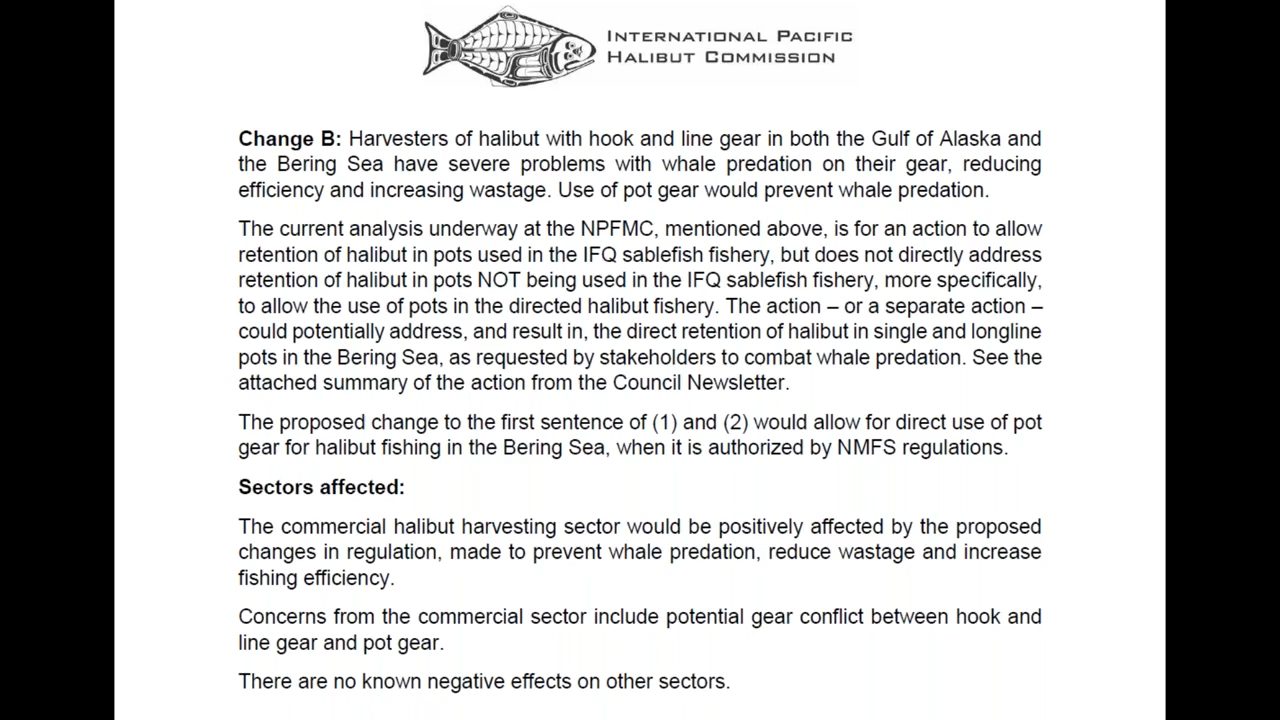 INTERNATIONAL PACIFIC
HALIBUT COMMISSION
Change B: Harvesters of halibut with hook and line gear in both the Gulf of Alaska and
the Bering Sea have severe problems with whale predation on their gear, reducing
efficiency and increasing wastage. Use of pot gear would prevent whale predation.
The current analysis underway at the NPFMC, mentioned above, is for an action to allow
retention of halibut in pots used in the IFQ sablefish fishery, but does not directly address
retention of halibut in pots NOT being used in the IFQ sablefish fishery, more specifically,
to allow the use of pots in the directed halibut fishery. The action – or a separate action –
could potentially address, and result in, the direct retention of halibut in single and longline
pots in the Bering Sea, as requested by stakeholders to combat whale predation. See the
attached summary of the action from the Council Newsletter.
The proposed change to the first sentence of (1) and (2) would allow for direct use of pot
gear for halibut fishing in the Bering Sea, when it is authorized by NMFS regulations.
Sectors affected:
The commercial halibut harvesting sector would be positively affected by the proposed
changes in regulation, made to prevent whale predation, reduce wastage and increase
fishing efficiency.
Concerns from the commercial sector include potential gear conflict between hook and
line gear and pot gear.
There are no known negative effects on other sectors.